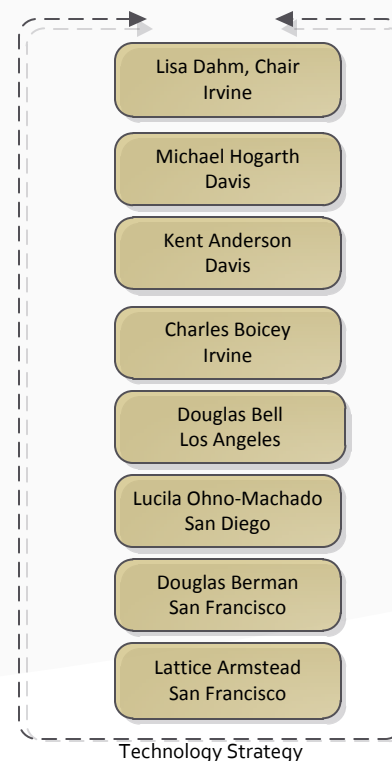 Lisa Dahm, Chair
Irvine
Michael Hogarth
Davis
Kent Anderson
Davis
Charles Boicey
Irvine
Douglas Bell
Los Angeles
Lucila Ohno-Machado
San Diego
Douglas Berman
San Francisco
Lattice Armstead
San Francisco
Technology Strategy